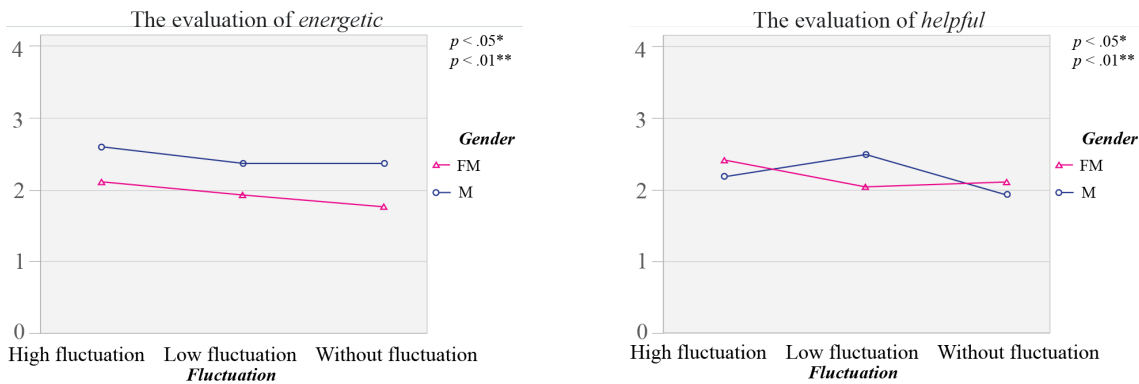 The evaluation of energetic
4
3
2
1
0
p < .05*
p < .01**
Gender
FM
M
High fluctuation Low fluctuation Without fluctuation
Fluctuation
The evaluation of helpful
4
3
2
1
0
p < .05*
p < .01**
Gender
FM
M
High fluctuation Low fluctuation Without fluctuation
Fluctuation